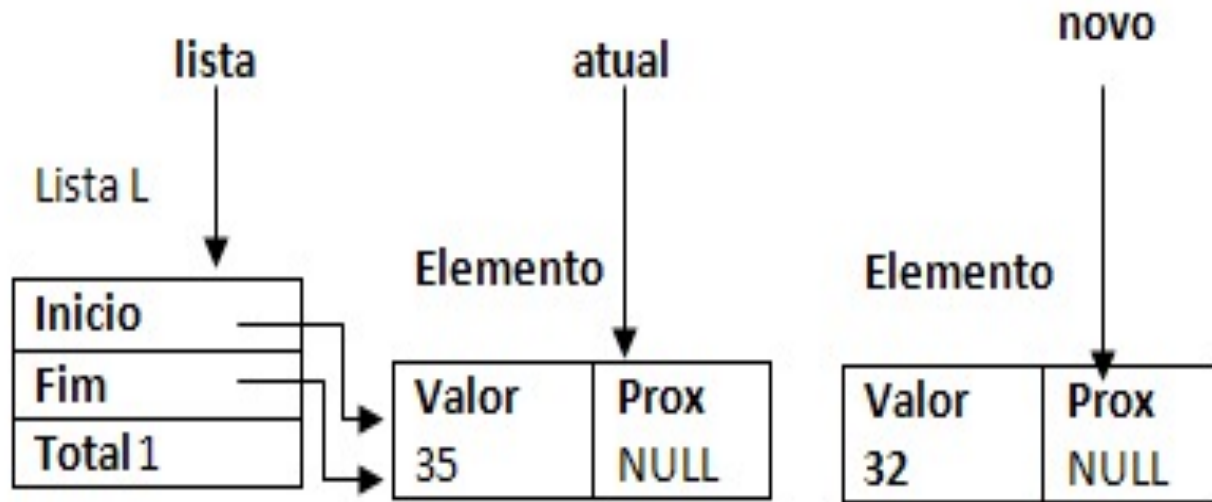 lista
atual
novo
Lista L
Elemento
Elemento
Inicio
Fim
Total 1
Valor
Prox
35
NULL
Valor
Prox
32
NULL